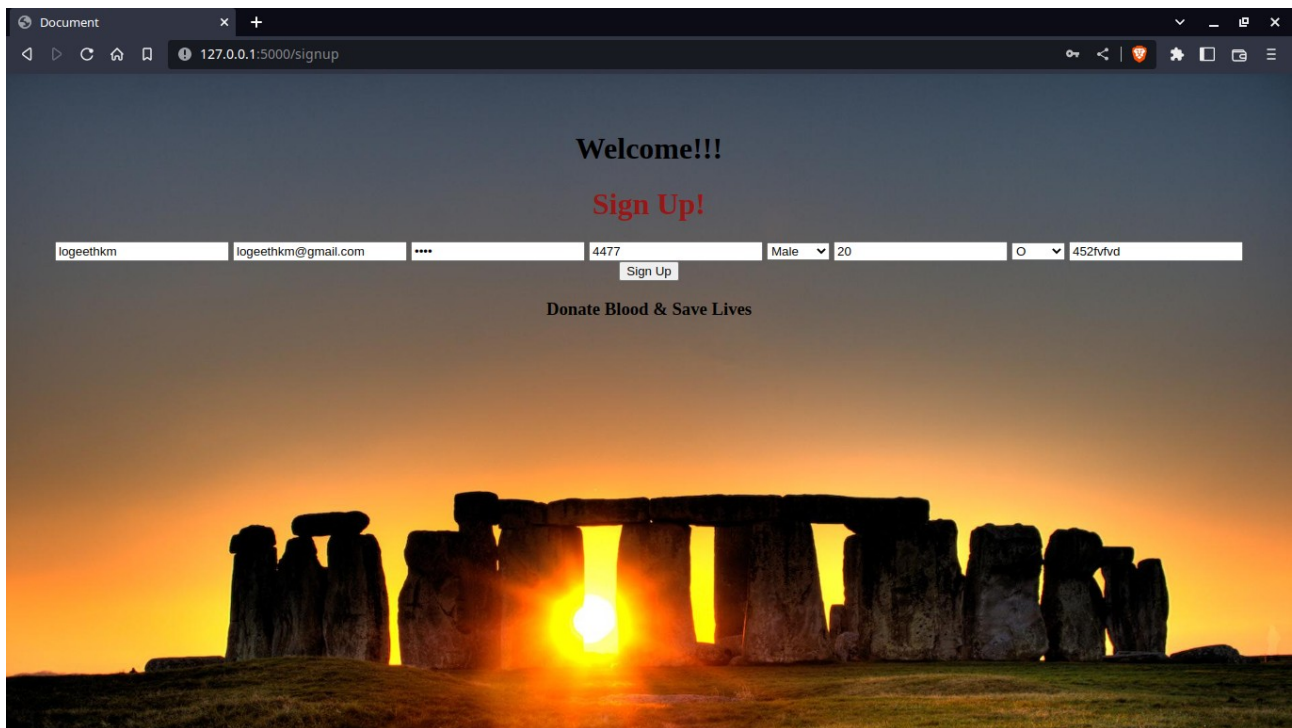 Document
127.0.0.1:5000/signup
Welcome!!!
Sign Up!
logeethkm logeethkm@gmail.com •••• 4477 Male 20 O 452fvfvd
Sign Up
Donate Blood & Save Lives